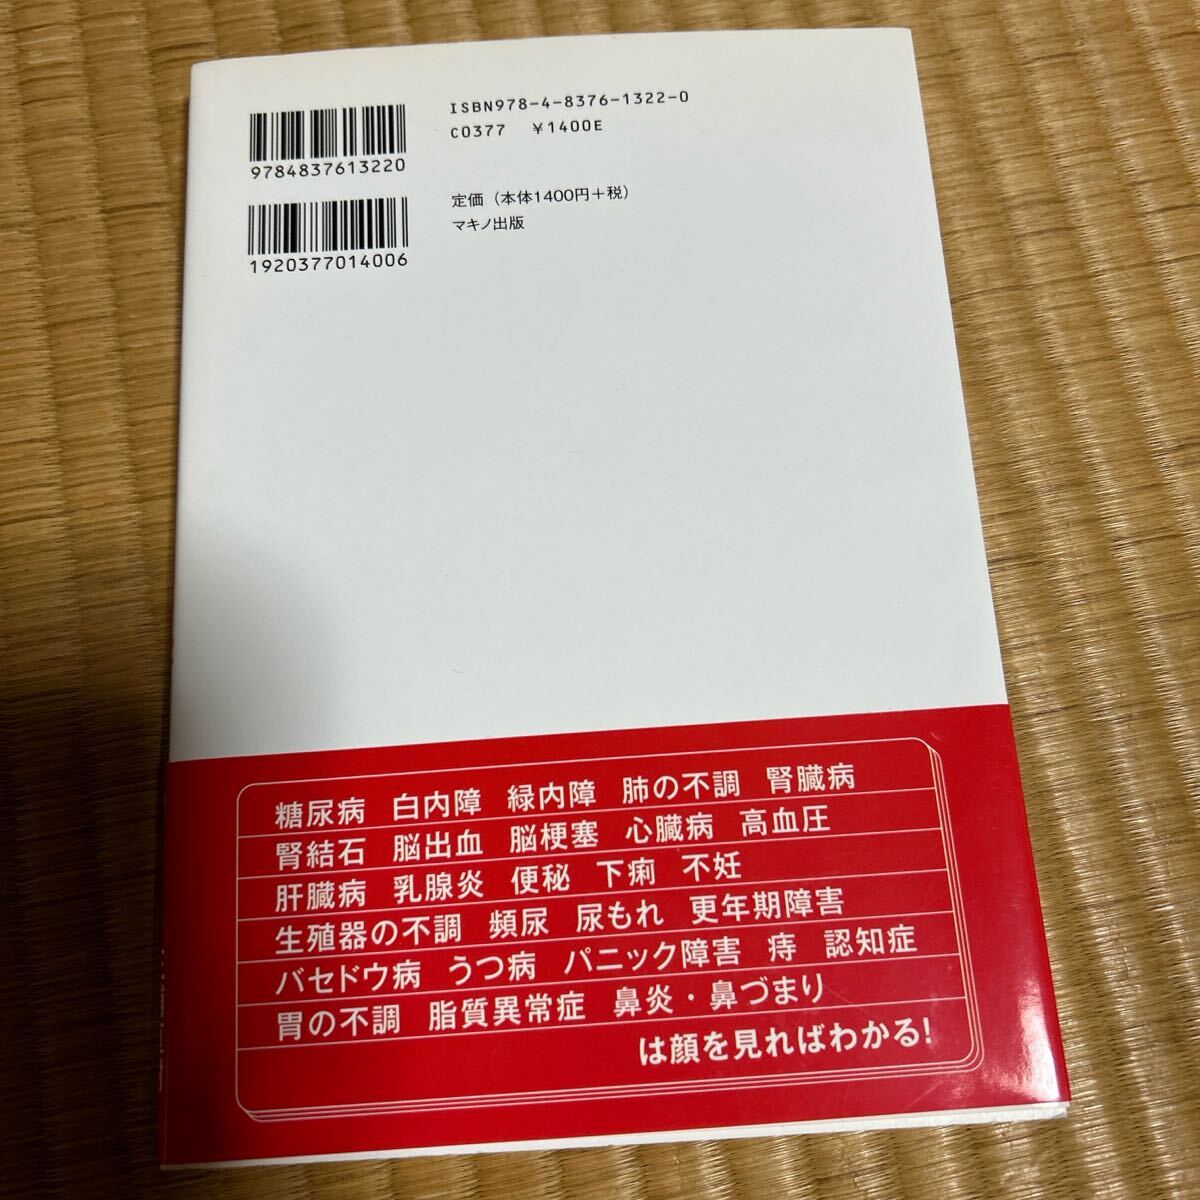 ISBN978-4-8376-1322-0
C0377 ¥1400E
9784837613220
定価(本体1400円+税)
マキノ出版
1920377014006
糖尿病 白内障 緑内障 肺の不調 腎臓病
腎結石 脳出血 脳梗塞 心臓病 高血圧
肝臓病 乳腺炎 便秘 下痢 不妊
生殖器の不調 頻尿 尿もれ 更年期障害
バセドウ病 うつ病 パニック障害 痔 認知症
胃の不調 脂質異常症 鼻炎・鼻づまり
は顔を見ればわかる!